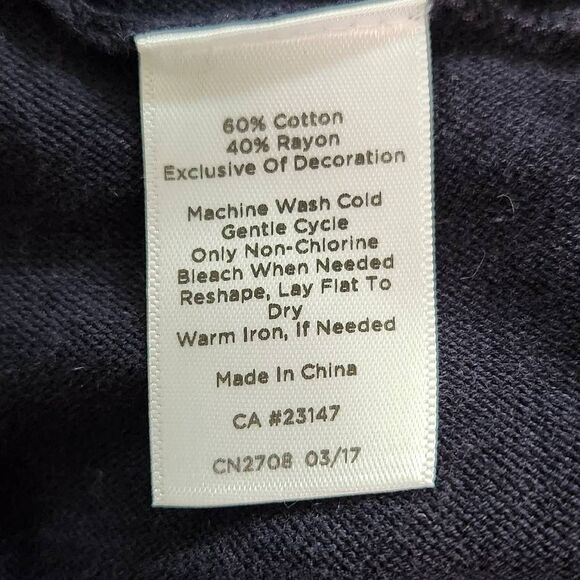 60% Cotton
40% Rayon
Exclusive Of Decoration
Machine Wash Cold
Gentle Cycle
Only Non-Chlorine
Bleach When Needed
Reshape, Lay Flat To
Dry
Warm Iron, If Needed
Made In China
CA #23147
CN2708 03/17